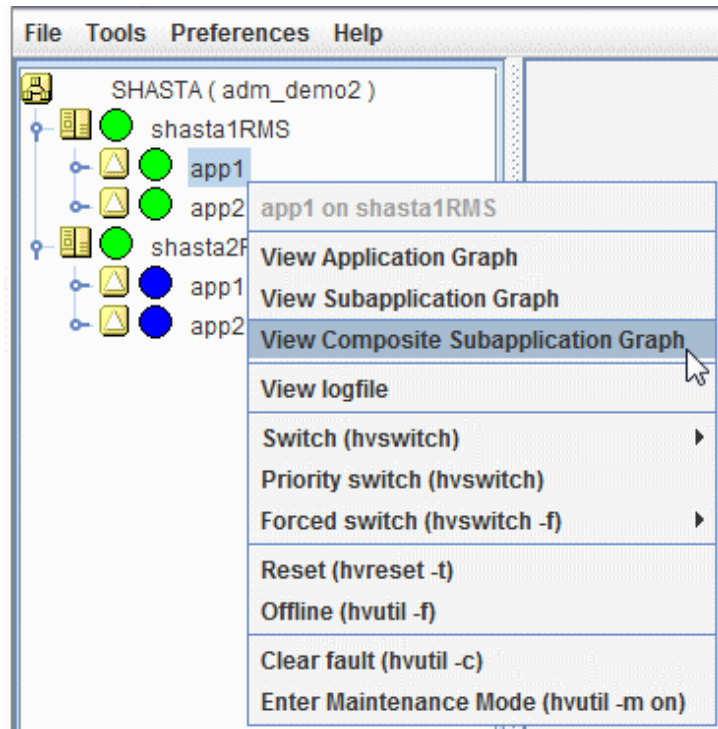 File Tools Preferences Help
SHASTA ( adm_demo2 )
shasta1RMS
app1
app2
shasta2
app1
app2
app1 on shasta1RMS
View Application Graph
View Subapplication Graph
View Composite Subapplication Graph
View logfile
Switch (hvswitch)
Priority switch (hvswitch)
Forced switch (hvswitch -f)
Reset (hvreset -t)
Offline (hvutil -f)
Clear fault (hvutil -c)
Enter Maintenance Mode (hvutil -m on)